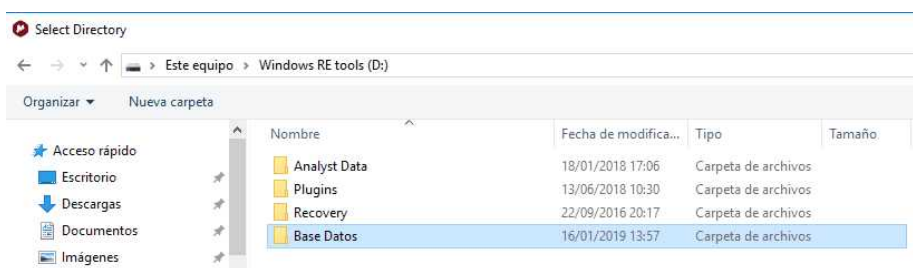 Select Directory
Este equipo > Windows RE tools (D:)
Organizar Nueva carpeta
Nombre Fecha de modifica... Tipo Tamaño
Acceso rápido
Escritorio
Descargas
Documentos
Imágenes
Analyst Data 18/01/2018 17:06 Carpeta de archivos
Plugins 13/06/2018 10:30 Carpeta de archivos
Recovery 22/09/2016 20:17 Carpeta de archivos
Base Datos 16/01/2019 13:57 Carpeta de archivos